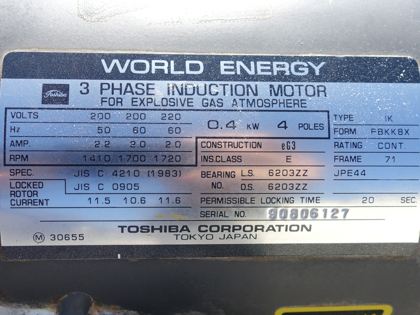 WORLD ENERGY
Toshiba 3 PHASE INDUCTION MOTOR
FOR EXPLOSIVE GAS ATMOSPHERE
VOLTS 200 200 220 0.4 KW 4 POLES TYPE IK
Hz 50 60 60 FORM FBKKBX
AMP. 2.2 2.0 2.0 CONSTRUCTION eG3 RATING CONT.
RPM 1410 1700 1720 INS.CLASS E FRAME 71
SPEC. JIS C 4210 (1983) BEARING L.S. 6203ZZ JPE44
LOCKED ROTOR CURRENT JIS C 0905 NO. O.S. 6203ZZ
11.5 10.6 11.6 PERMISSIBLE LOCKING TIME 20 SEC.
SERIAL NO. 90806127
M 30655 TOSHIBA CORPORATION
TOKYO JAPAN